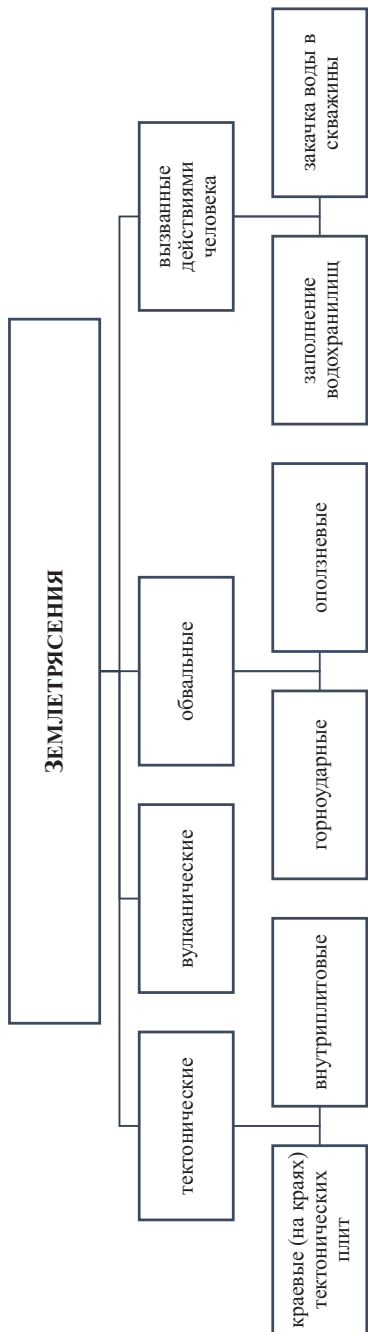 ЗЕМЛЕТРЯСЕНИЯ
тектонические
вулканические
обвальные
вызванные
действиями
человека
краевые (на краях)
тектонических
плит
внутриплитовые
горноударные
оползневые
заполнение
водохранилищ
закачка воды в
скважины